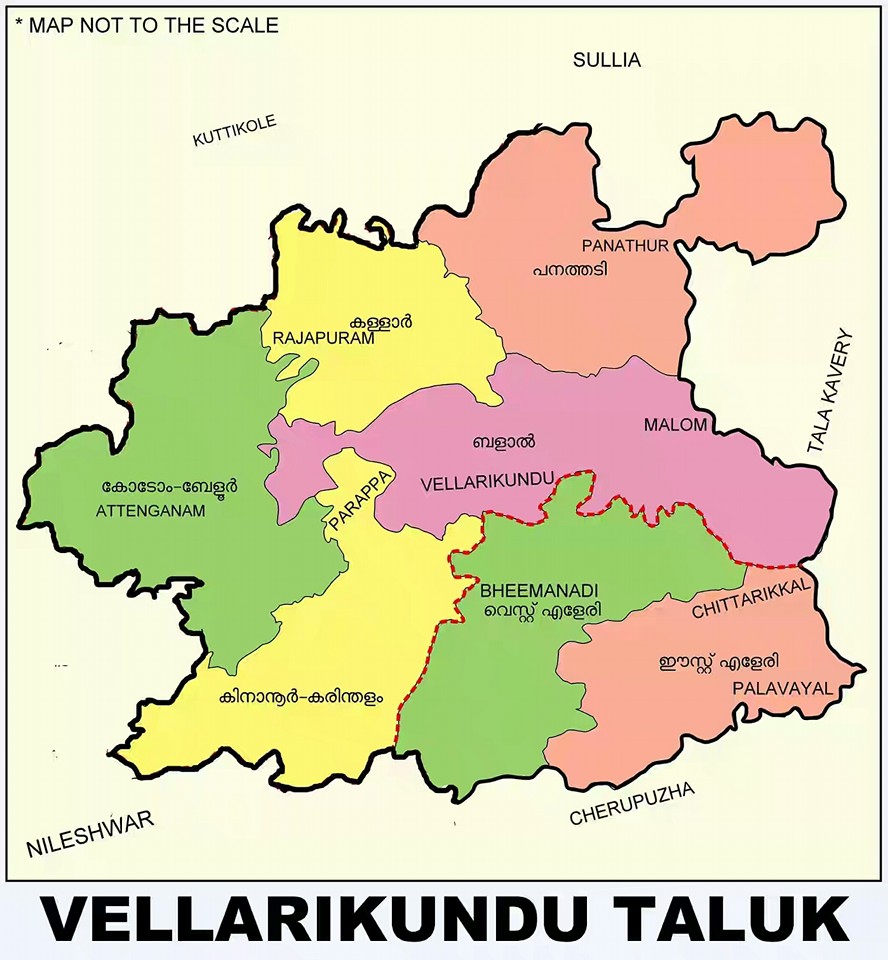 * MAP NOT TO THE SCALE
SULLIA
KUTTIKOLE
PANATHUR
പനത്തടി
കള്ളാർ
RAJAPURAM
TALA KAVERY
MALOM
ബളാൽ
VELLARIKUNDU
കോടോം-ബേളൂർ
ATTENGANAM
PARAPPA
BHEEMANADI
വെസ്റ്റ് എളേരി
CHITTARIKKAL
ഈസ്റ്റ് എളേരി
PALAVAYAL
കിനാനൂർ-കരിന്തളം
CHERUPUZHA
NILESHWAR
VELLARIKUNDU TALUK